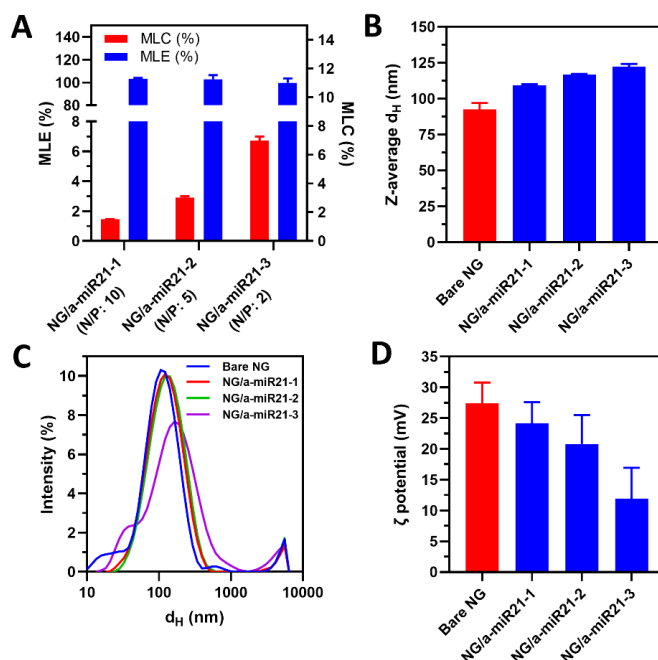 A
MLC (%)
MLE (%)
140
120
100
80
8
6
4
2
0
14
12
10
8
6
4
2
0
MLE (%)
MLC (%)
NG/a-miR21-1
(N/P: 10)
NG/a-miR21-2
(N/P: 5)
NG/a-miR21-3
(N/P: 2)
B
Z-average dH (nm)
150
125
100
75
50
25
0
Bare NG
NG/a-miR21-1
NG/a-miR21-2
NG/a-miR21-3
C
Bare NG
NG/a-miR21-1
NG/a-miR21-2
NG/a-miR21-3
Intensity (%)
10
8
6
4
2
0
10
100
1000
10000
dH (nm)
D
ζ potential (mV)
35
30
25
20
15
10
5
0
Bare NG
NG/a-miR21-1
NG/a-miR21-2
NG/a-miR21-3